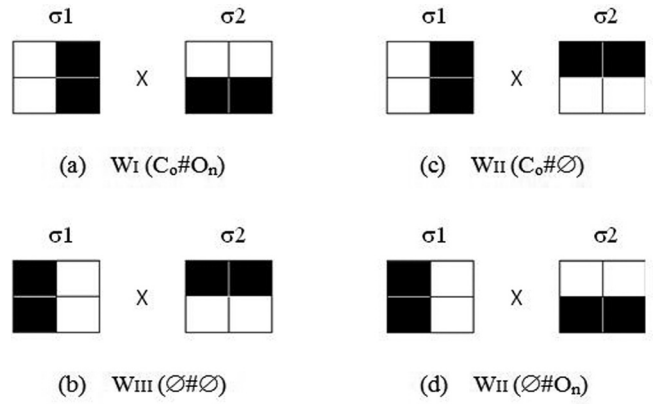 σ1 σ2 σ1 σ2
X X
(a) WI (Co#On) (c) WII (Co#∅)
σ1 σ2 σ1 σ2
X X
(b) WIII (∅#∅) (d) WII (∅#On)